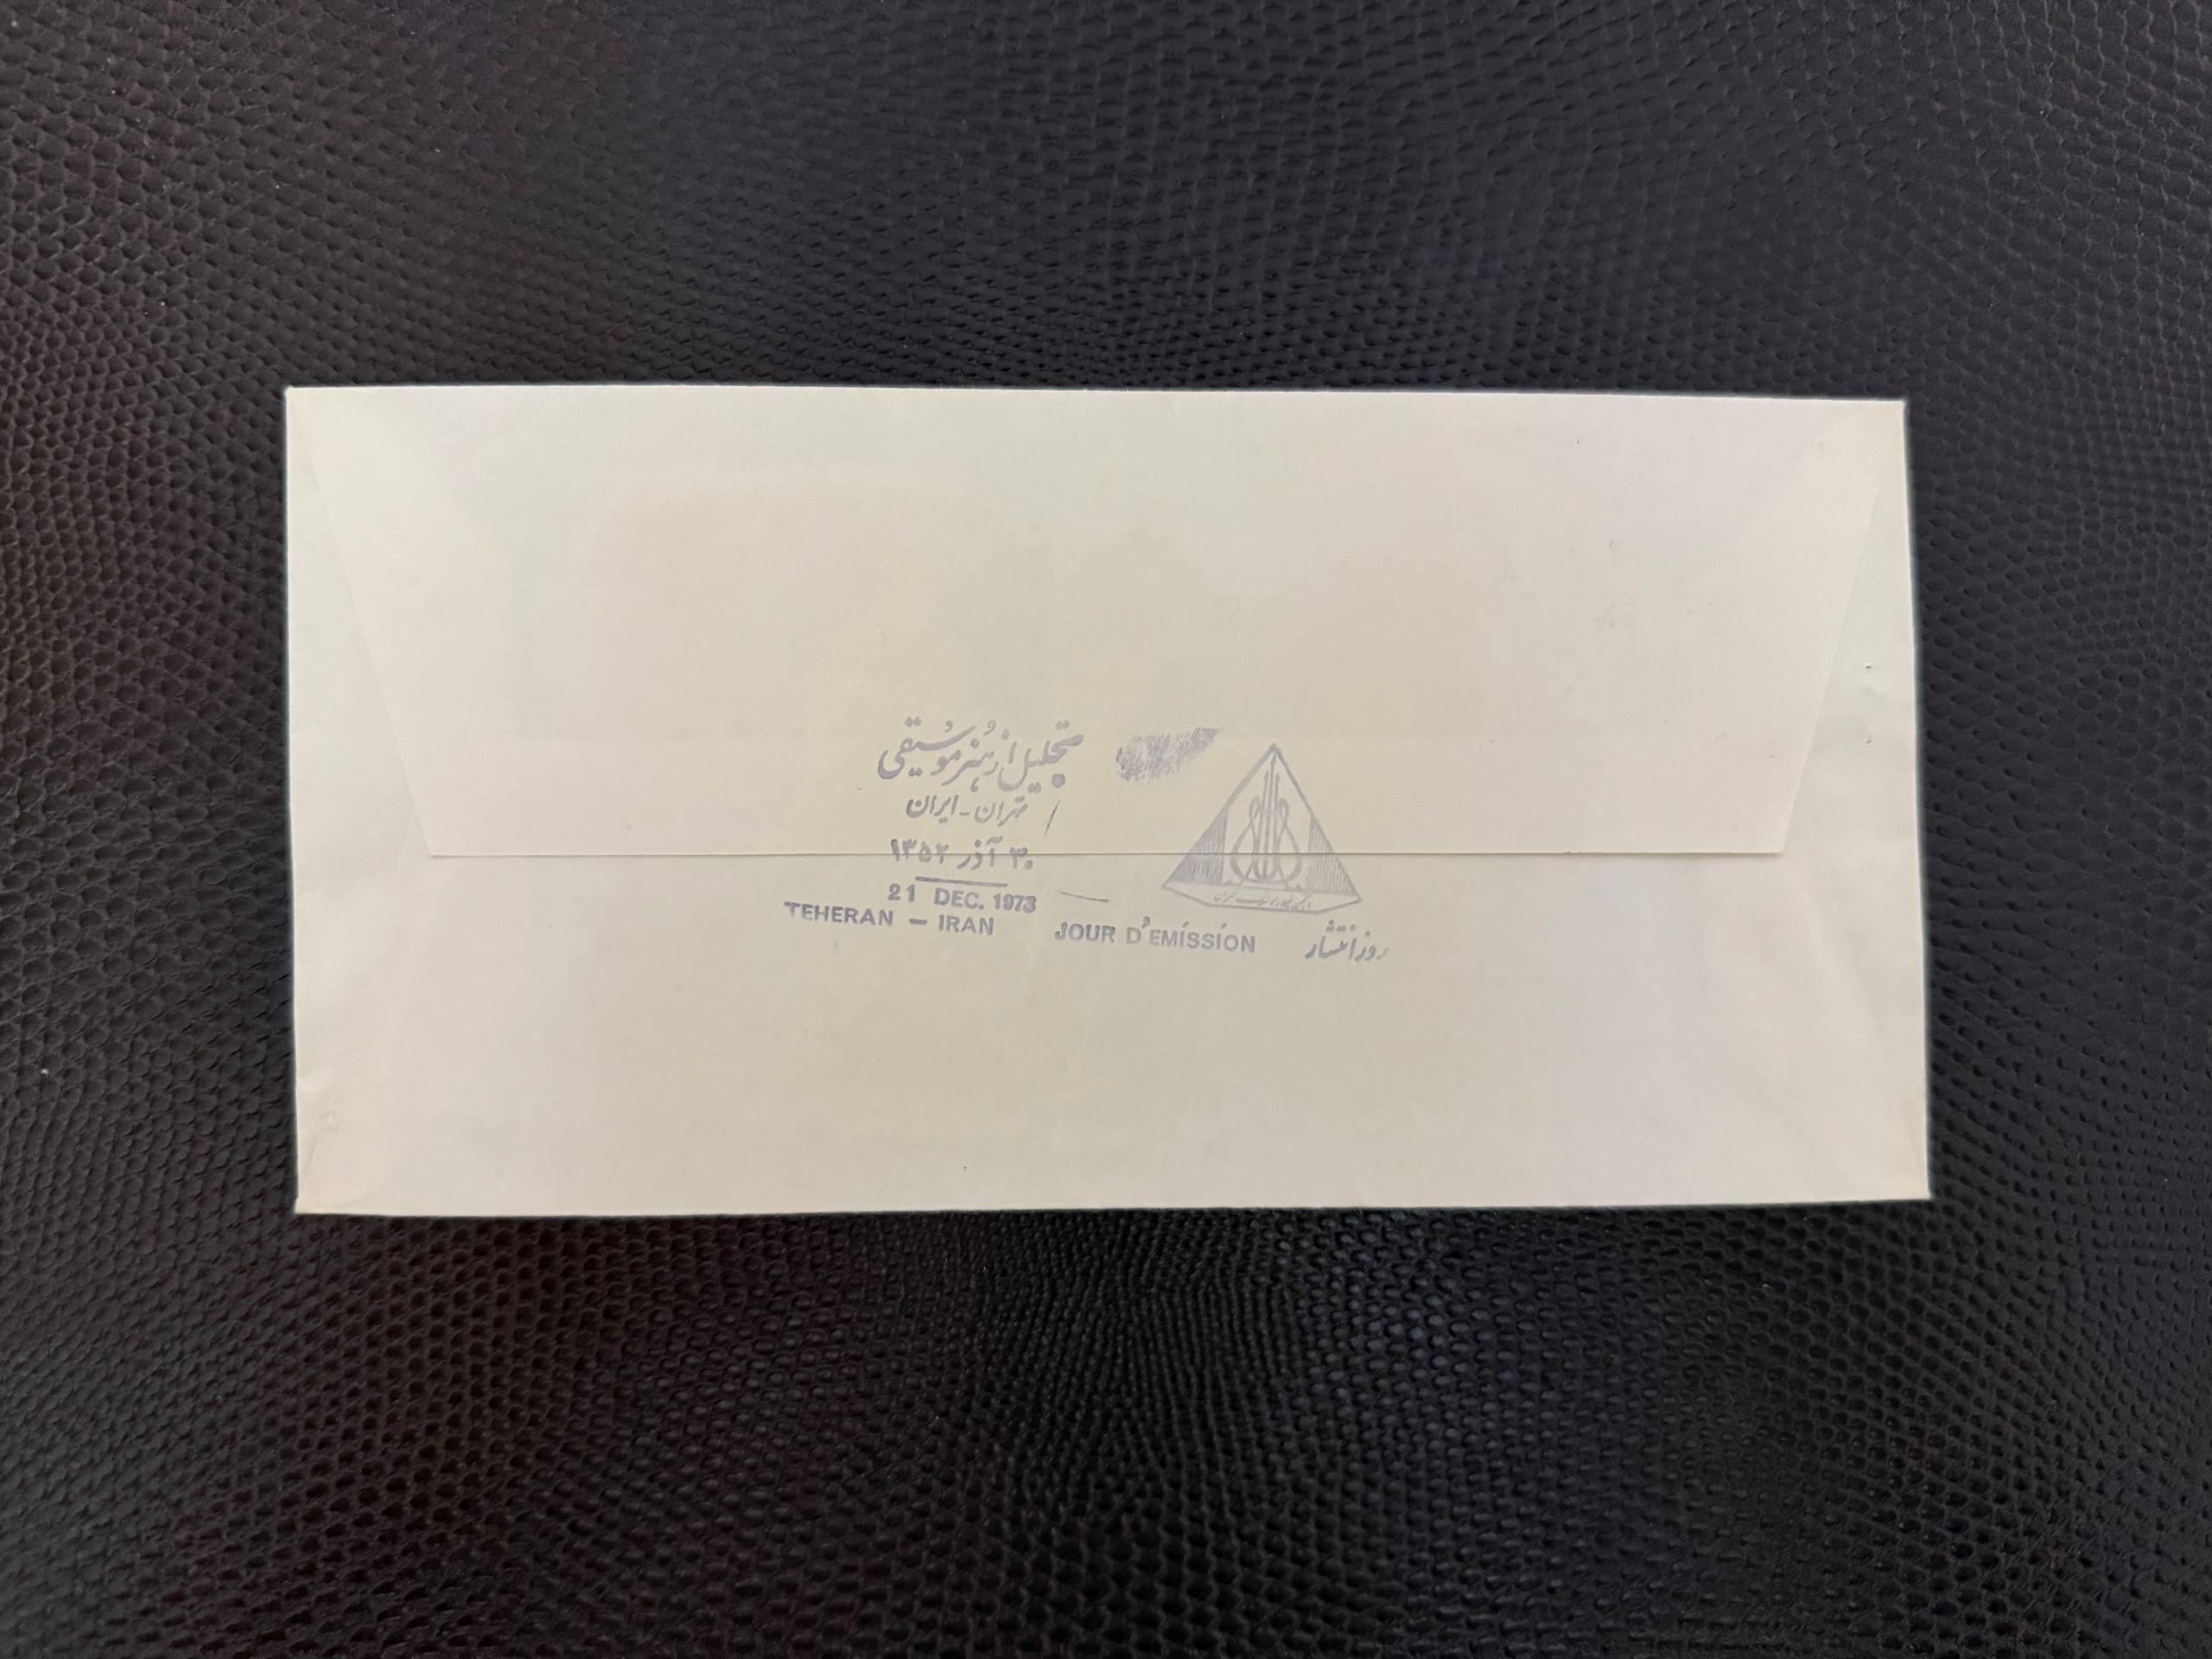 تجلیل از هنر موسیقی
تهران - ایران
۳۰ آذر ۱۳۵۲
21 DEC. 1973
TEHERAN - IRAN
JOUR D'EMISSION روز انتشار